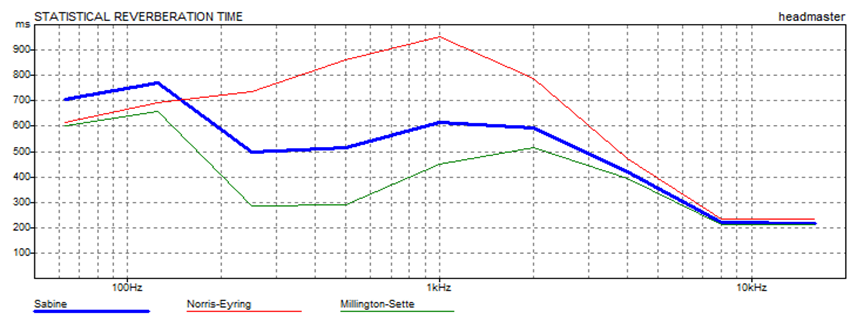 STATISTICAL REVERBERATION TIME headmaster
ms
900
800
700
600
500
400
300
200
100
100Hz 1kHz 10kHz
Sabine Norris-Eyring Millington-Sette